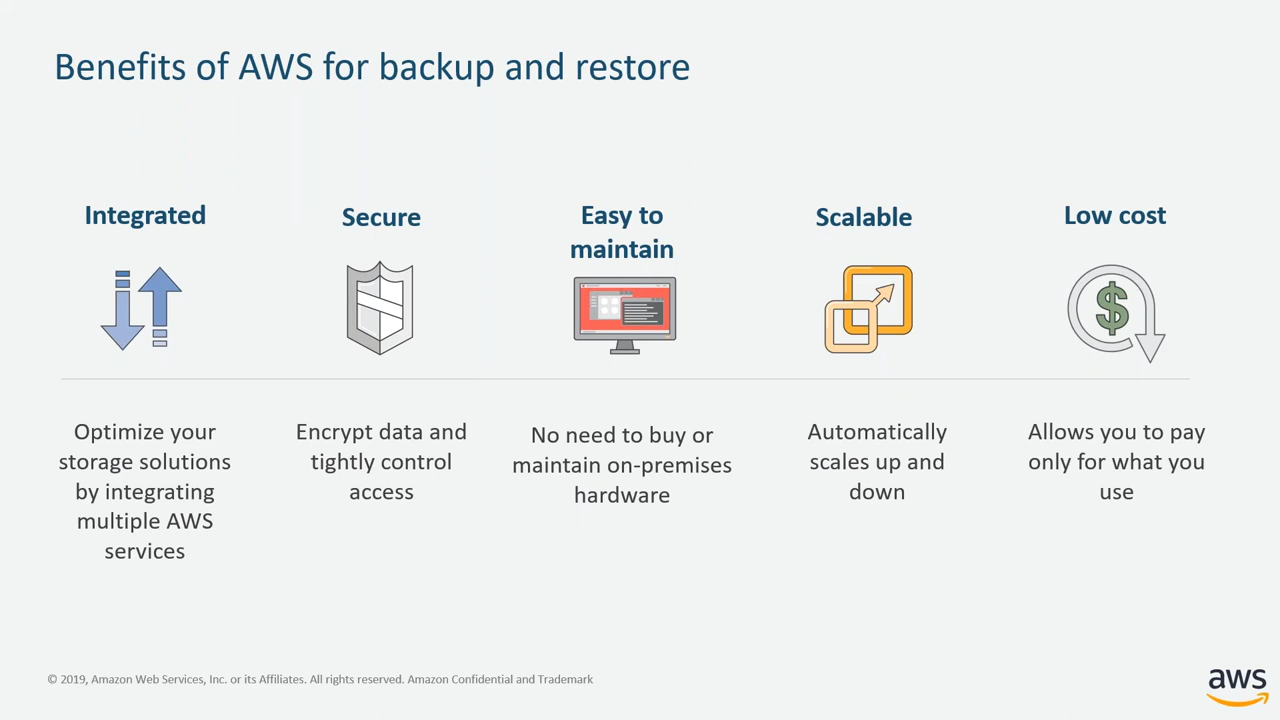 Benefits of AWS for backup and restore
Integrated
Secure
Easy to
maintain
Scalable
Low cost
$
Optimize your
storage solutions
by integrating
multiple AWS
services
Encrypt data and
tightly control
access
No need to buy or
maintain on-premises
hardware
Automatically
scales up and
down
Allows you to pay
only for what you
use
© 2019, Amazon Web Services, Inc. or its Affiliates. All rights reserved. Amazon Confidential and Trademark
aws